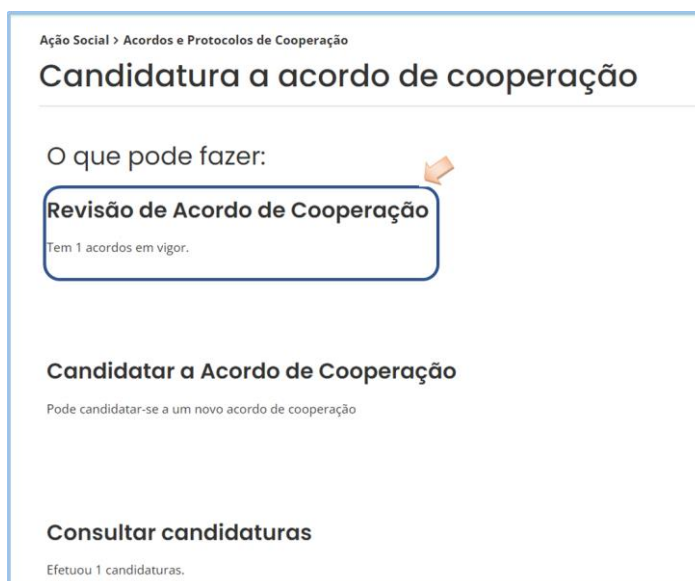 Ação Social > Acordos e Protocolos de Cooperação
Candidatura a acordo de cooperação
O que pode fazer:
Revisão de Acordo de Cooperação
Tem 1 acordos em vigor.
Candidatar a Acordo de Cooperação
Pode candidatar-se a um novo acordo de cooperação
Consultar candidaturas
Efetuou 1 candidaturas.